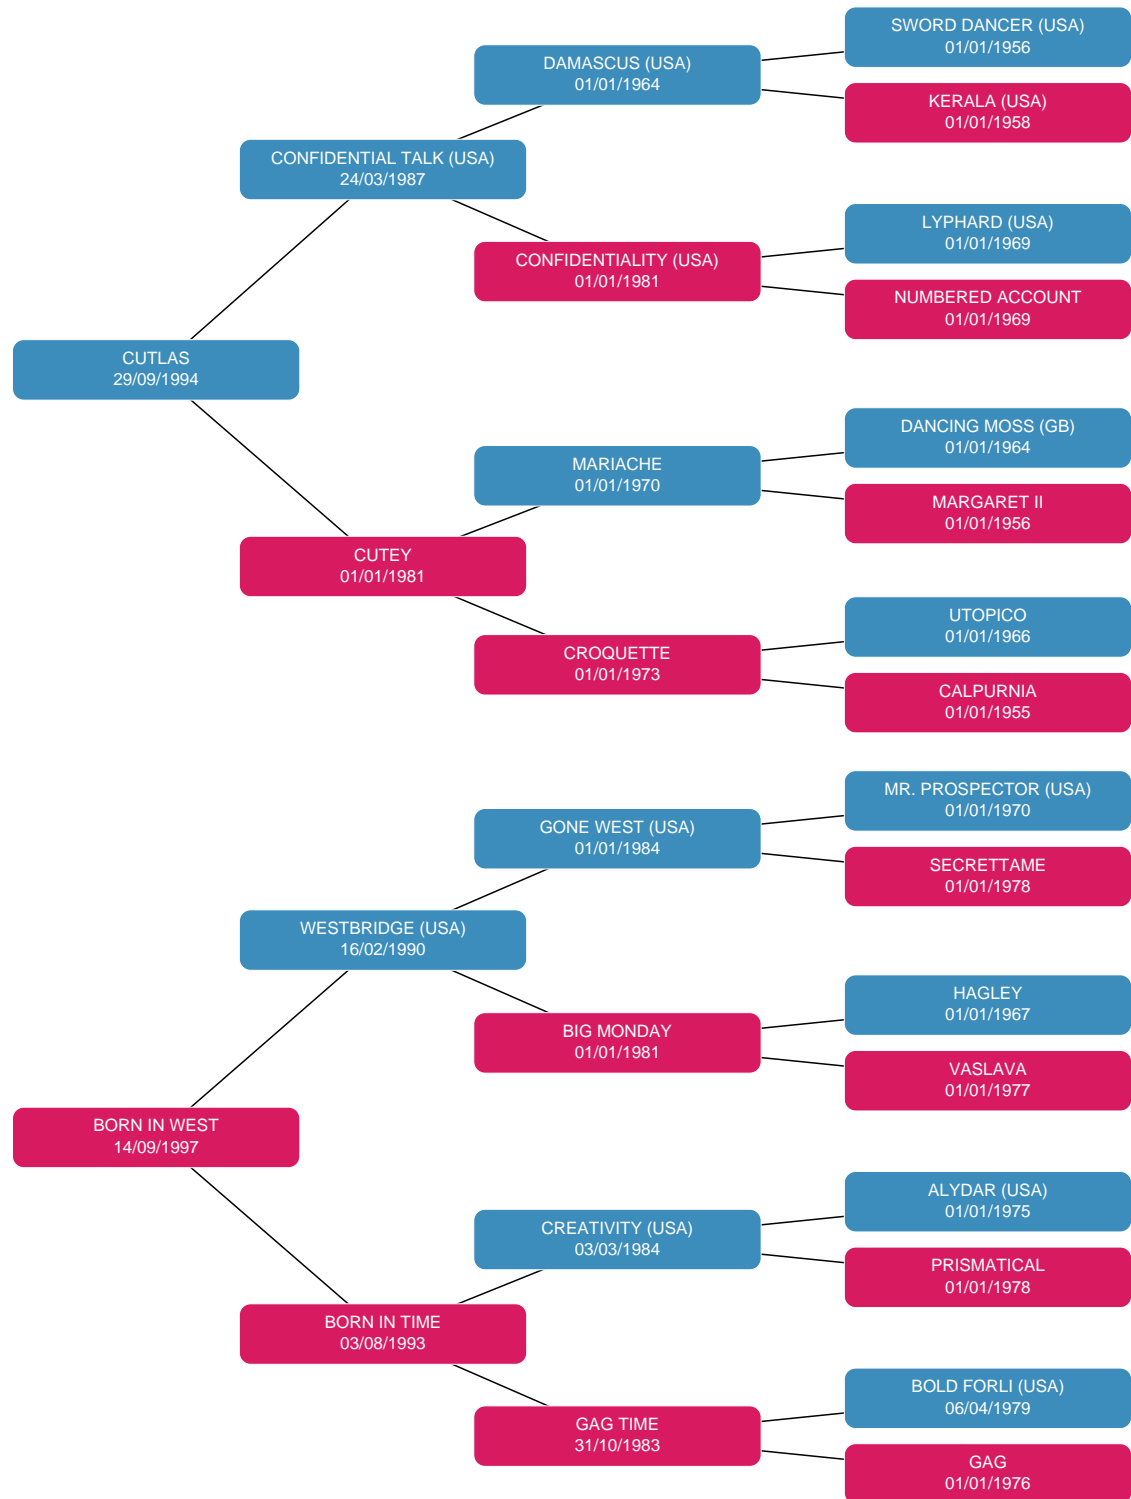 SWORD DANCER (USA)
01/01/1956
DAMASCUS (USA)
01/01/1964
KERALA (USA)
01/01/1958
CONFIDENTIAL TALK (USA)
24/03/1987
LYPHARD (USA)
01/01/1969
CONFIDENTIALITY (USA)
01/01/1981
NUMBERED ACCOUNT
01/01/1969
CUTLAS
29/09/1994
DANCING MOSS (GB)
01/01/1964
MARIACHE
01/01/1970
MARGARET II
01/01/1956
CUTEY
01/01/1981
UTOPICO
01/01/1966
CROQUETTE
01/01/1973
CALPURNIA
01/01/1955
MR. PROSPECTOR (USA)
01/01/1970
GONE WEST (USA)
01/01/1984
SECRETTAME
01/01/1978
WESTBRIDGE (USA)
16/02/1990
HAGLEY
01/01/1967
BIG MONDAY
01/01/1981
VASLAVA
01/01/1977
BORN IN WEST
14/09/1997
ALYDAR (USA)
01/01/1975
CREATIVITY (USA)
03/03/1984
PRISMATICAL
01/01/1978
BORN IN TIME
03/08/1993
BOLD FORLI (USA)
06/04/1979
GAG TIME
31/10/1983
GAG
01/01/1976